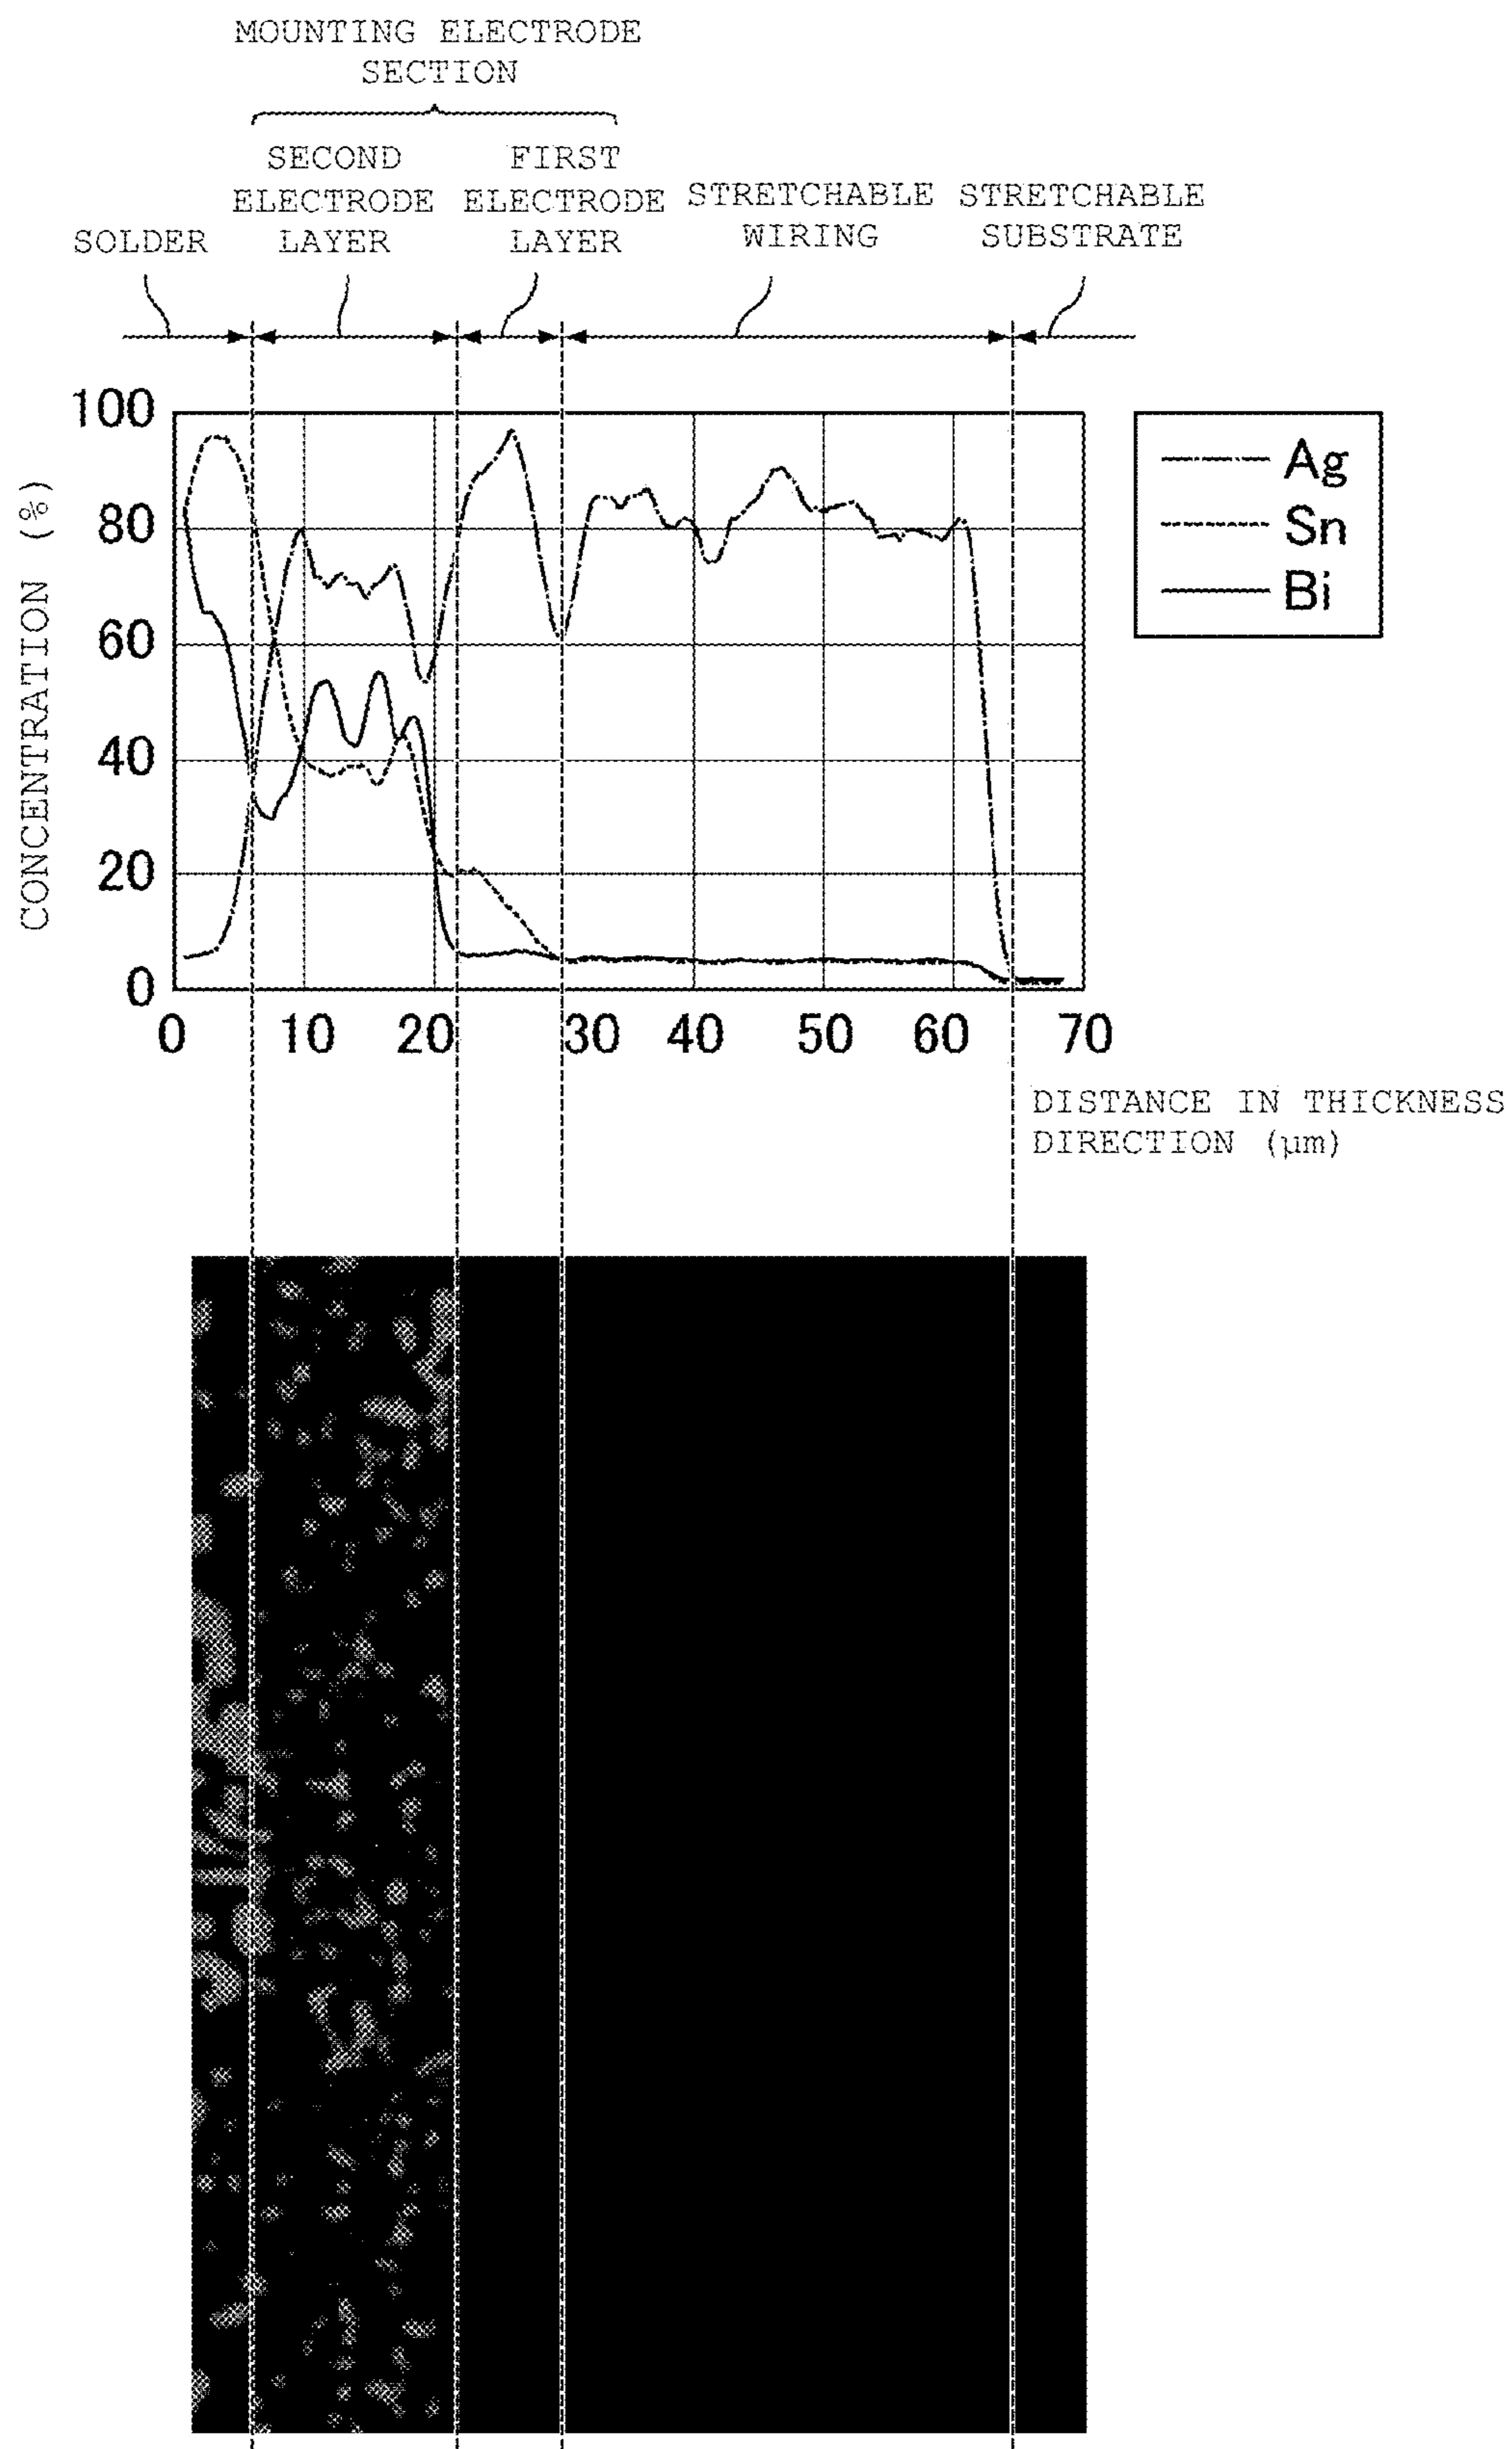 MOUNTING ELECTRODE
SECTION
SECOND
ELECTRODE
LAYER
FIRST
ELECTRODE
LAYER
STRETCHABLE
WIRING
STRETCHABLE
SUBSTRATE
SOLDER
CONCENTRATION (%)
100
80
60
40
20
0
0 10 20 30 40 50 60 70
DISTANCE IN THICKNESS
DIRECTION (µm)
Ag
Sn
Bi